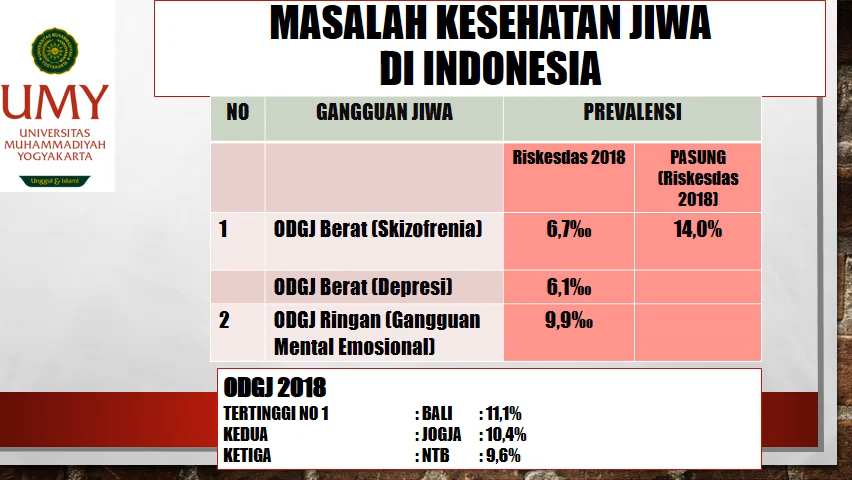 MASALAH KESEHATAN JIWA
DI INDONESIA
UMY
UNIVERSITAS
MUHAMMADIYAH
YOGYAKARTA
Unggul & Islami
NO GANGGUAN JIWA PREVALENSI
Riskesdas 2018 PASUNG
(Riskesdas
2018)
1 ODGJ Berat (Skizofrenia) 6,7‰ 14,0%
ODGJ Berat (Depresi) 6,1‰
2 ODGJ Ringan (Gangguan 9,9‰
Mental Emosional)
ODGJ 2018
TERTINGGI NO 1 : BALI : 11,1%
KEDUA : JOGJA : 10,4%
KETIGA : NTB : 9,6%